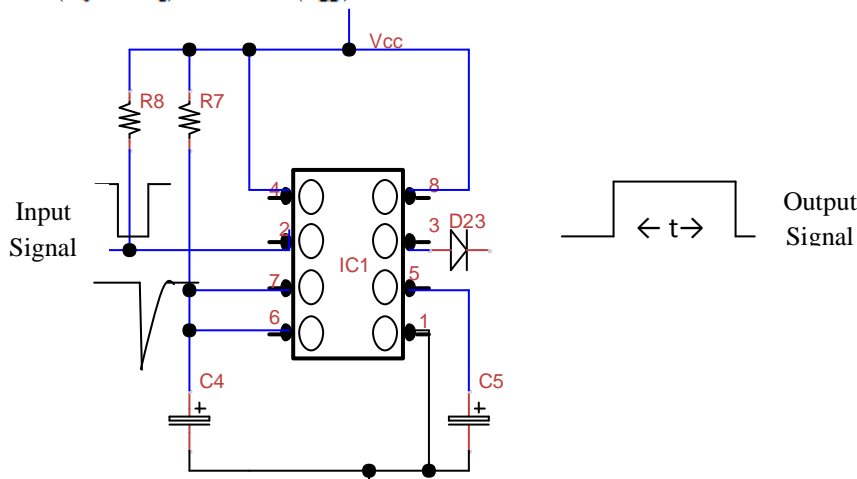 Vcc
R8
R7
4
8
Input
Signal
2
3
D23
← t→
Output
Signal
IC1
7
5
6
1
C4
+
C5
+